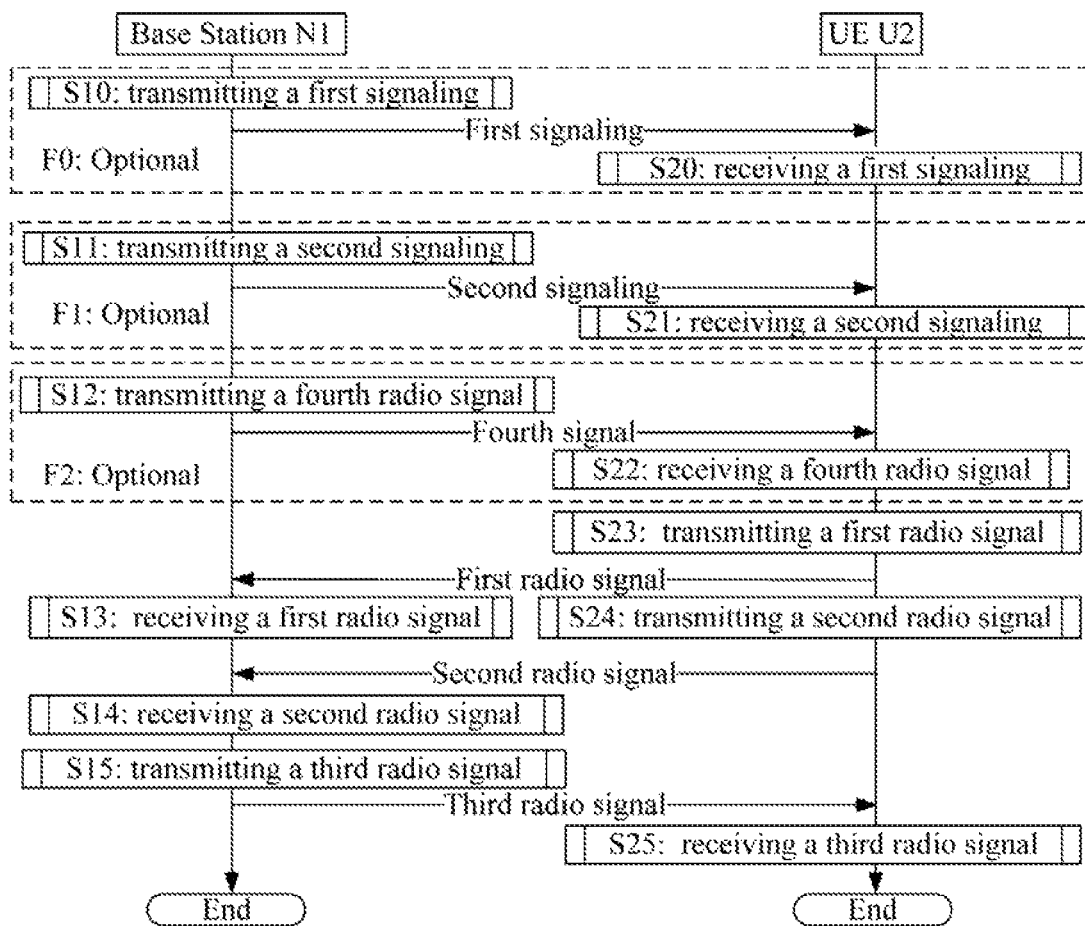 Base Station N1
UE U2
S10: transmitting a first signaling
First signaling
F0: Optional
S20: receiving a first signaling
S11: transmitting a second signaling
Second signaling
F1: Optional
S21: receiving a second signaling
S12: transmitting a fourth radio signal
Fourth signal
F2: Optional
S22: receiving a fourth radio signal
S23: transmitting a first radio signal
First radio signal
S13: receiving a first radio signal
S24: transmitting a second radio signal
Second radio signal
S14: receiving a second radio signal
S15: transmitting a third radio signal
Third radio signal
S25: receiving a third radio signal
End
End